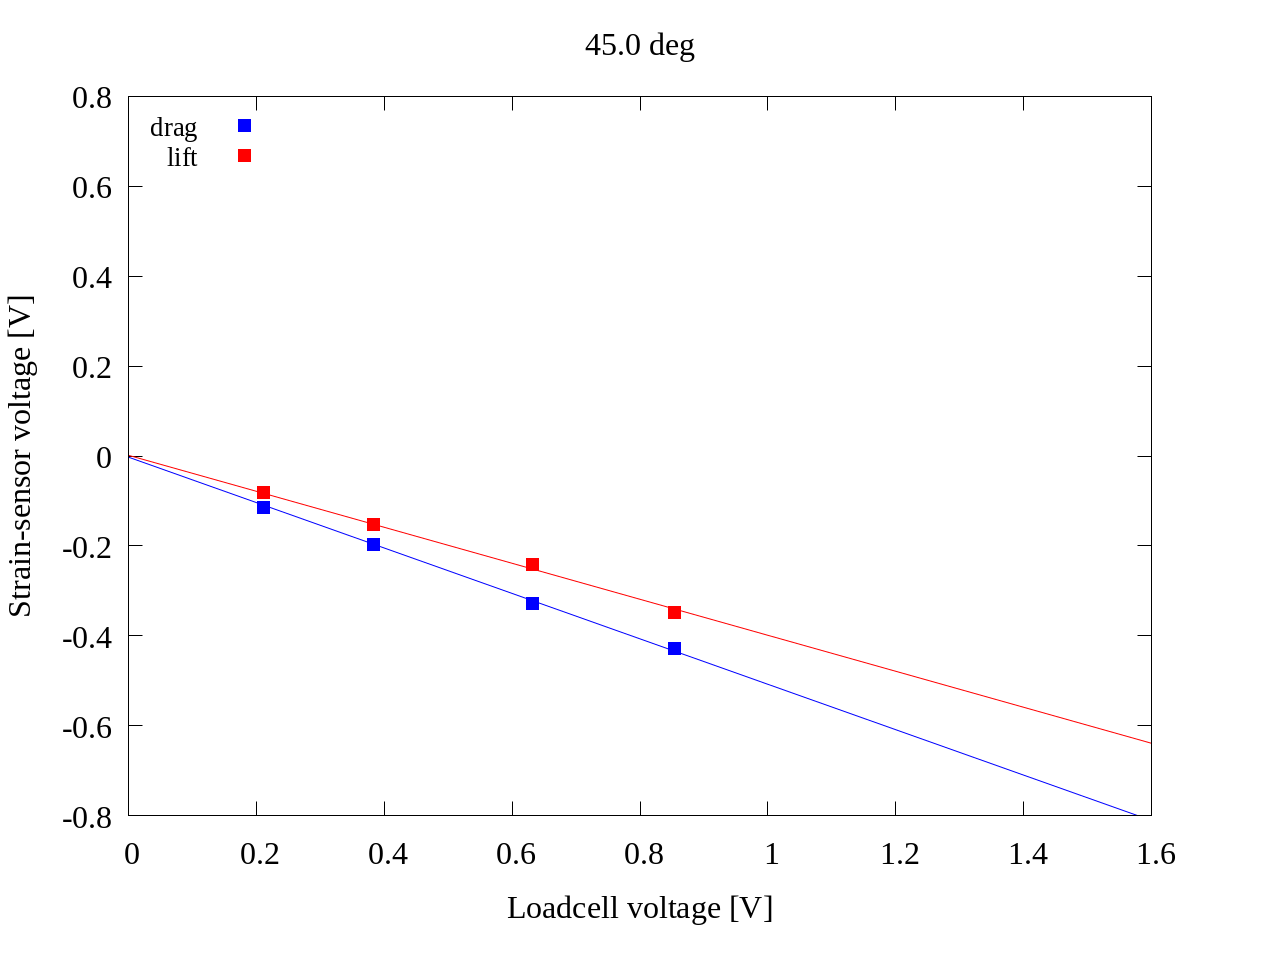 45.0 deg
drag
lift
0.8
0.6
0.4
0.2
0
-0.2
-0.4
-0.6
-0.8
Strain-sensor voltage [V]
0 0.2 0.4 0.6 0.8 1 1.2 1.4 1.6
Loadcell voltage [V]